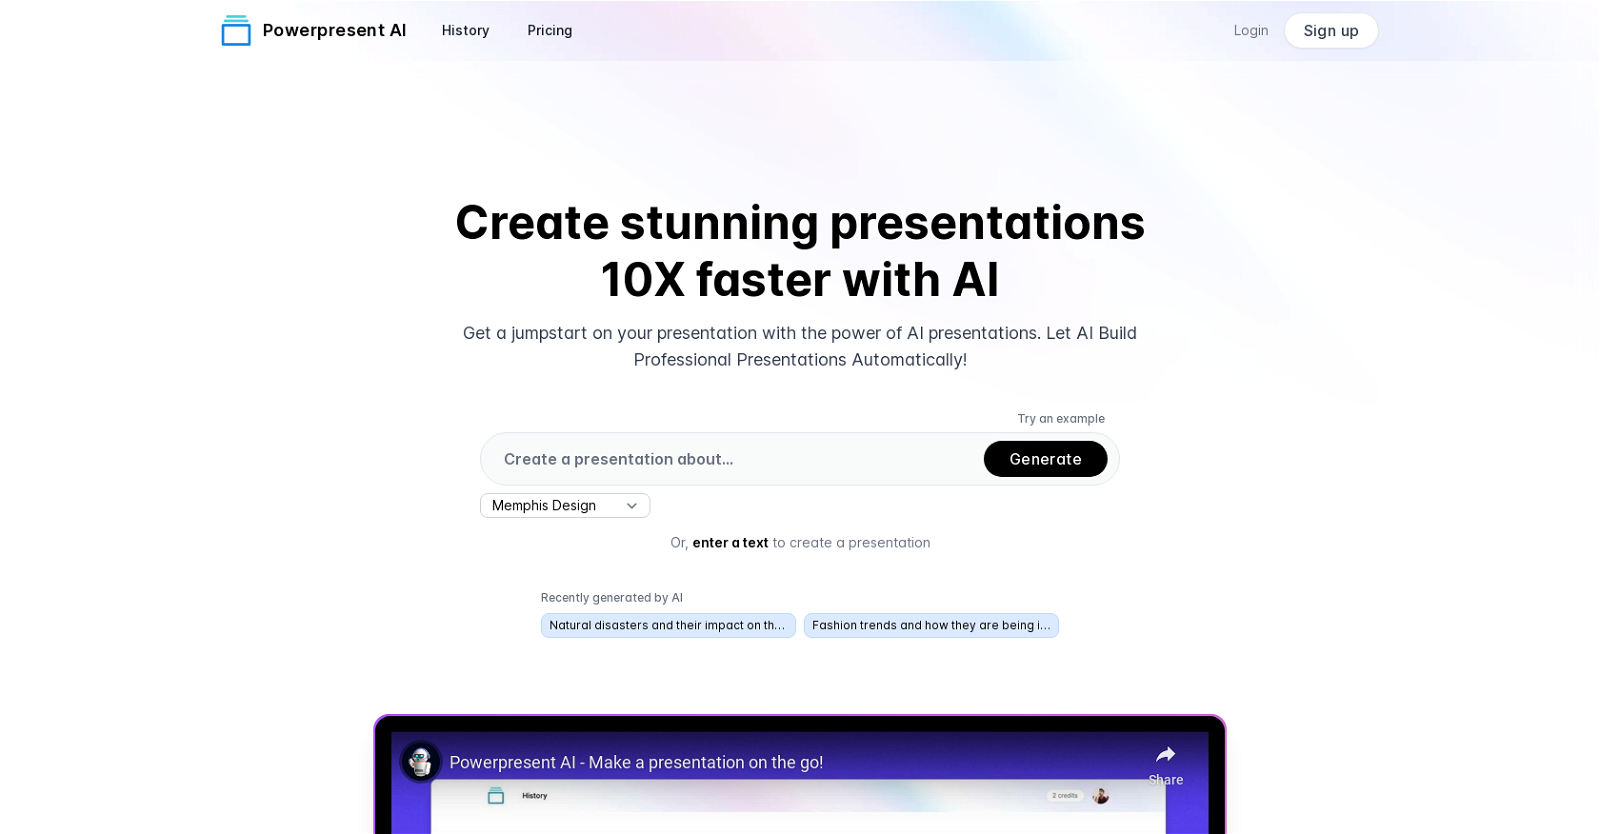 Powerpresent AI
History
Pricing
Login
Sign up
Create stunning presentations
10X faster with AI
Get a jumpstart on your presentation with the power of AI presentations. Let AI Build
Professional Presentations Automatically!
Try an example
Create a presentation about...
Generate
Memphis Design
Or, enter a text to create a presentation
Recently generated by AI
Natural disasters and their impact on th...
Fashion trends and how they are being i...
Powerpresent AI - Make a presentation on the go!
Share
History
2 credits